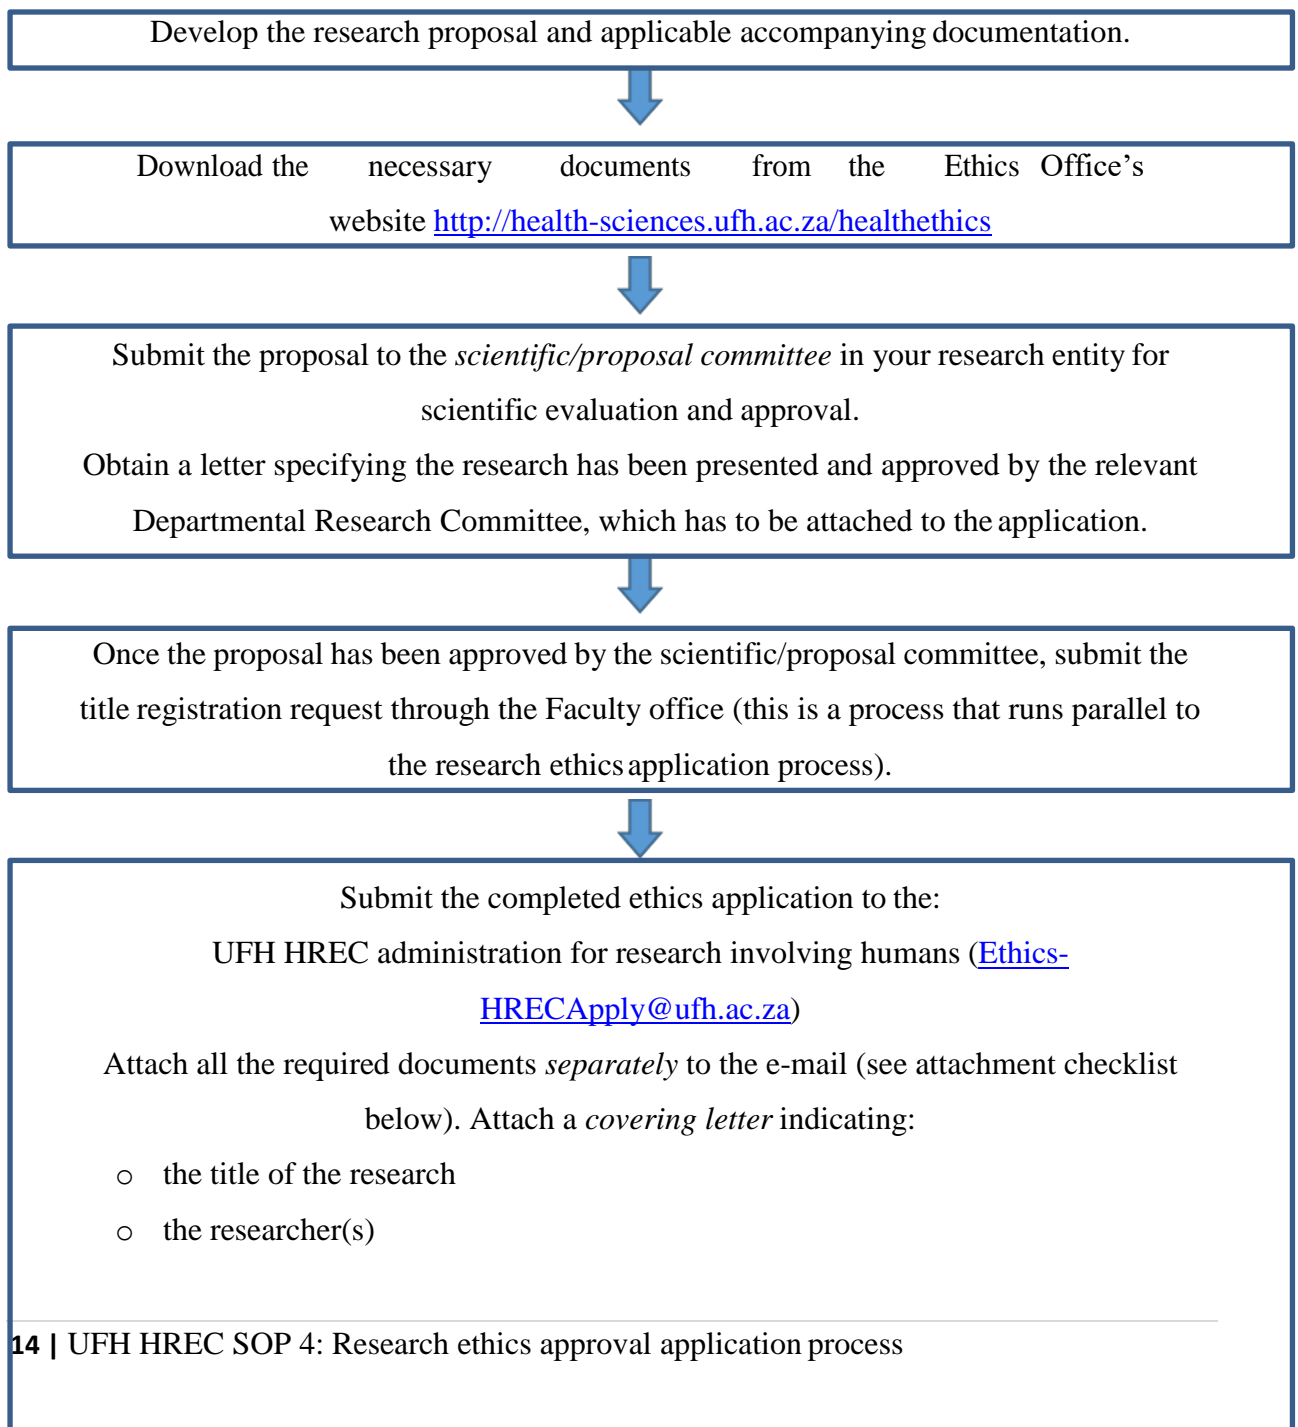 Develop the research proposal and applicable accompanying documentation.
Download the necessary documents from the Ethics Office’s
website http://health-sciences.ufh.ac.za/healthethics
Submit the proposal to the scientific/proposal committee in your research entity for
scientific evaluation and approval.
Obtain a letter specifying the research has been presented and approved by the relevant
Departmental Research Committee, which has to be attached to the application.
Once the proposal has been approved by the scientific/proposal committee, submit the
title registration request through the Faculty office (this is a process that runs parallel to
the research ethics application process).
Submit the completed ethics application to the:
UFH HREC administration for research involving humans (Ethics-
HRECApply@ufh.ac.za)
Attach all the required documents separately to the e-mail (see attachment checklist
below). Attach a covering letter indicating:
o the title of the research
o the researcher(s)
14 | UFH HREC SOP 4: Research ethics approval application process